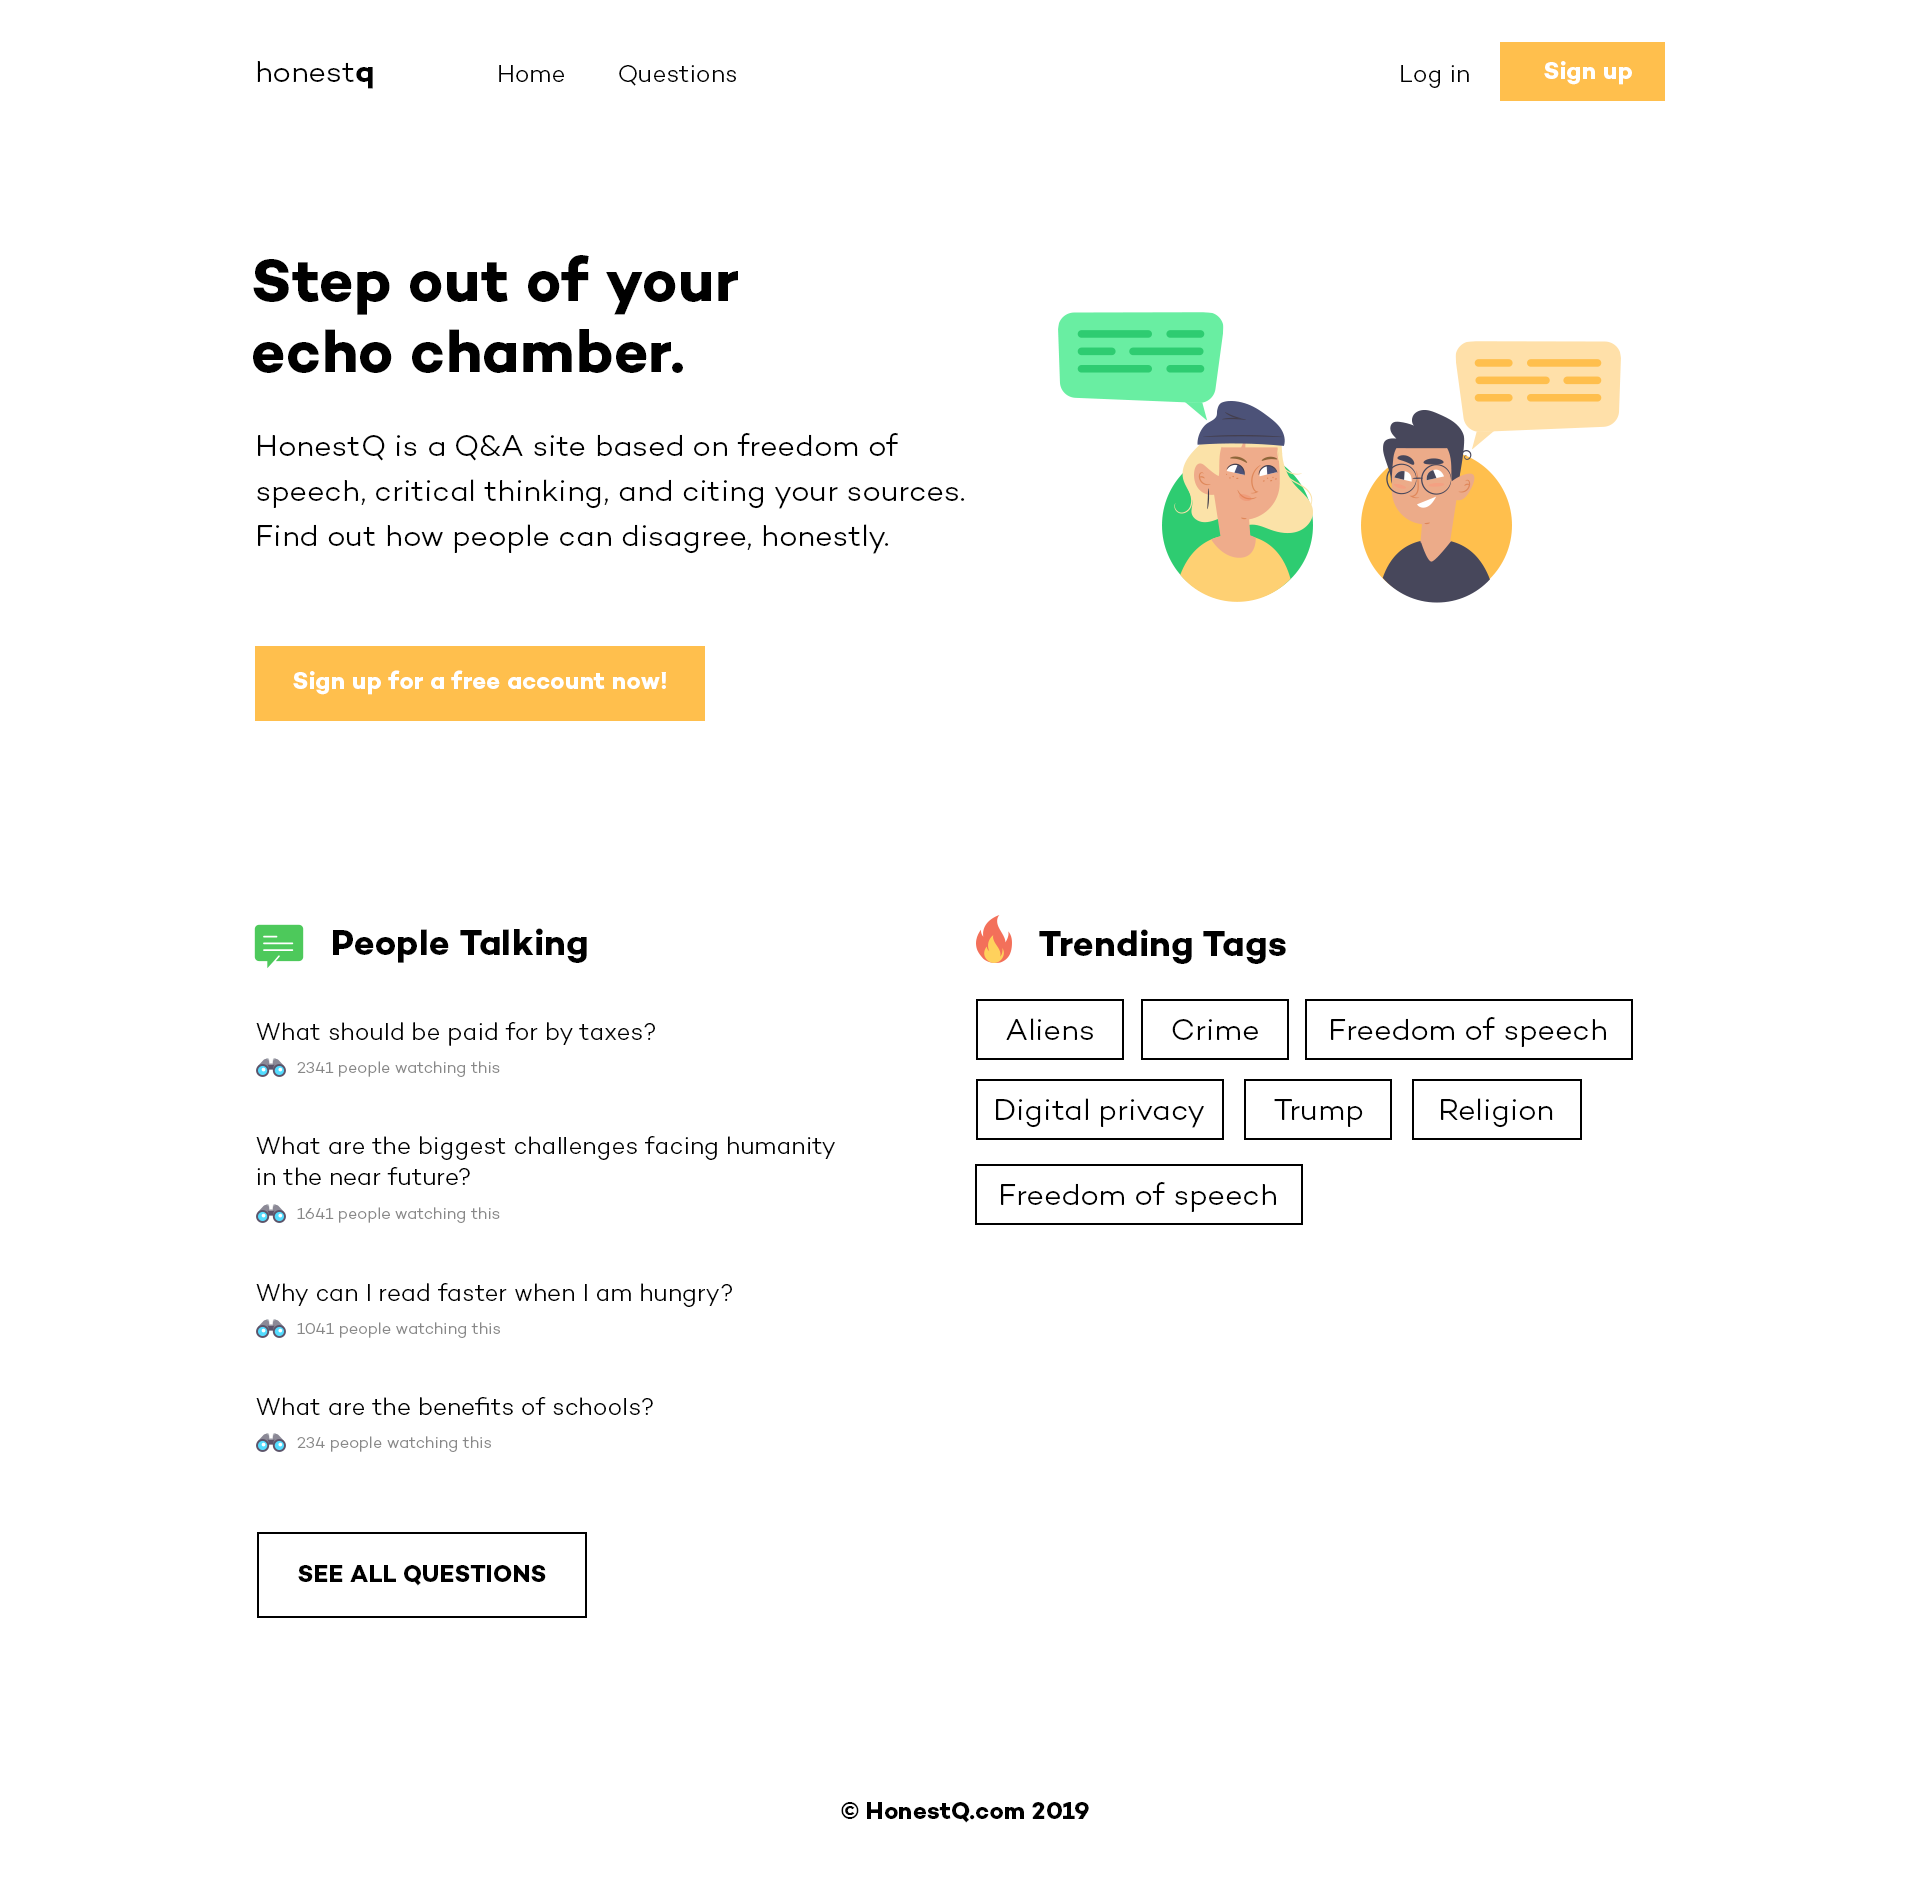 honestq Home Questions Log in Sign up
Step out of your
echo chamber.
HonestQ is a Q&A site based on freedom of
speech, critical thinking, and citing your sources.
Find out how people can disagree, honestly.
Sign up for a free account now!
People Talking
What should be paid for by taxes?
2341 people watching this
What are the biggest challenges facing humanity
in the near future?
1641 people watching this
Why can I read faster when I am hungry?
1041 people watching this
What are the benefits of schools?
234 people watching this
SEE ALL QUESTIONS
Trending Tags
Aliens Crime Freedom of speech
Digital privacy Trump Religion
Freedom of speech
© HonestQ.com 2019